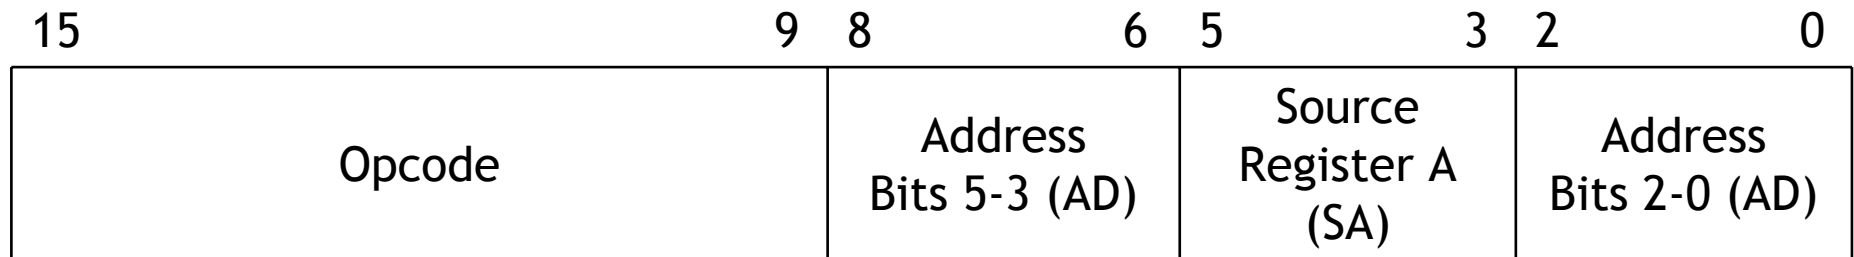 15 9 8 6 5 3 2 0
Opcode
Address
Bits 5-3 (AD)
Source
Register A
(SA)
Address
Bits 2-0 (AD)